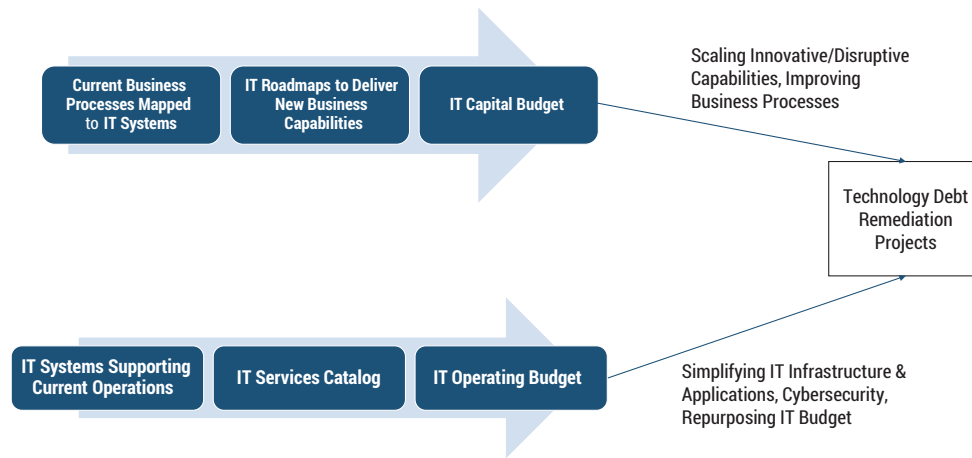 Current Business
Processes Mapped
to IT Systems
IT Roadmaps to Deliver
New Business
Capabilities
IT Capital Budget
Scaling Innovative/Disruptive
Capabilities, Improving
Business Processes
Technology Debt
Remediation
Projects
IT Systems Supporting
Current Operations
IT Services Catalog
IT Operating Budget
Simplifying IT Infrastructure &
Applications, Cybersecurity,
Repurposing IT Budget